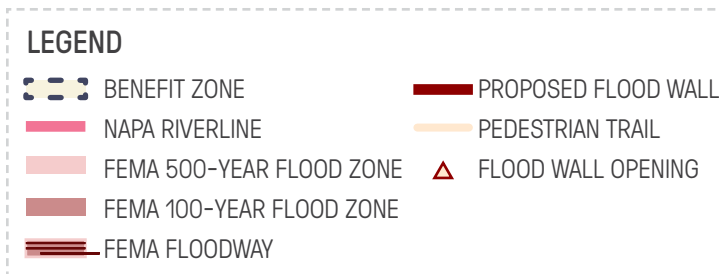 LEGEND
BENEFIT ZONE
NAPA RIVERLINE
FEMA 500-YEAR FLOOD ZONE
FEMA 100-YEAR FLOOD ZONE
FEMA FLOODWAY
PROPOSED FLOOD WALL
PEDESTRIAN TRAIL
FLOOD WALL OPENING